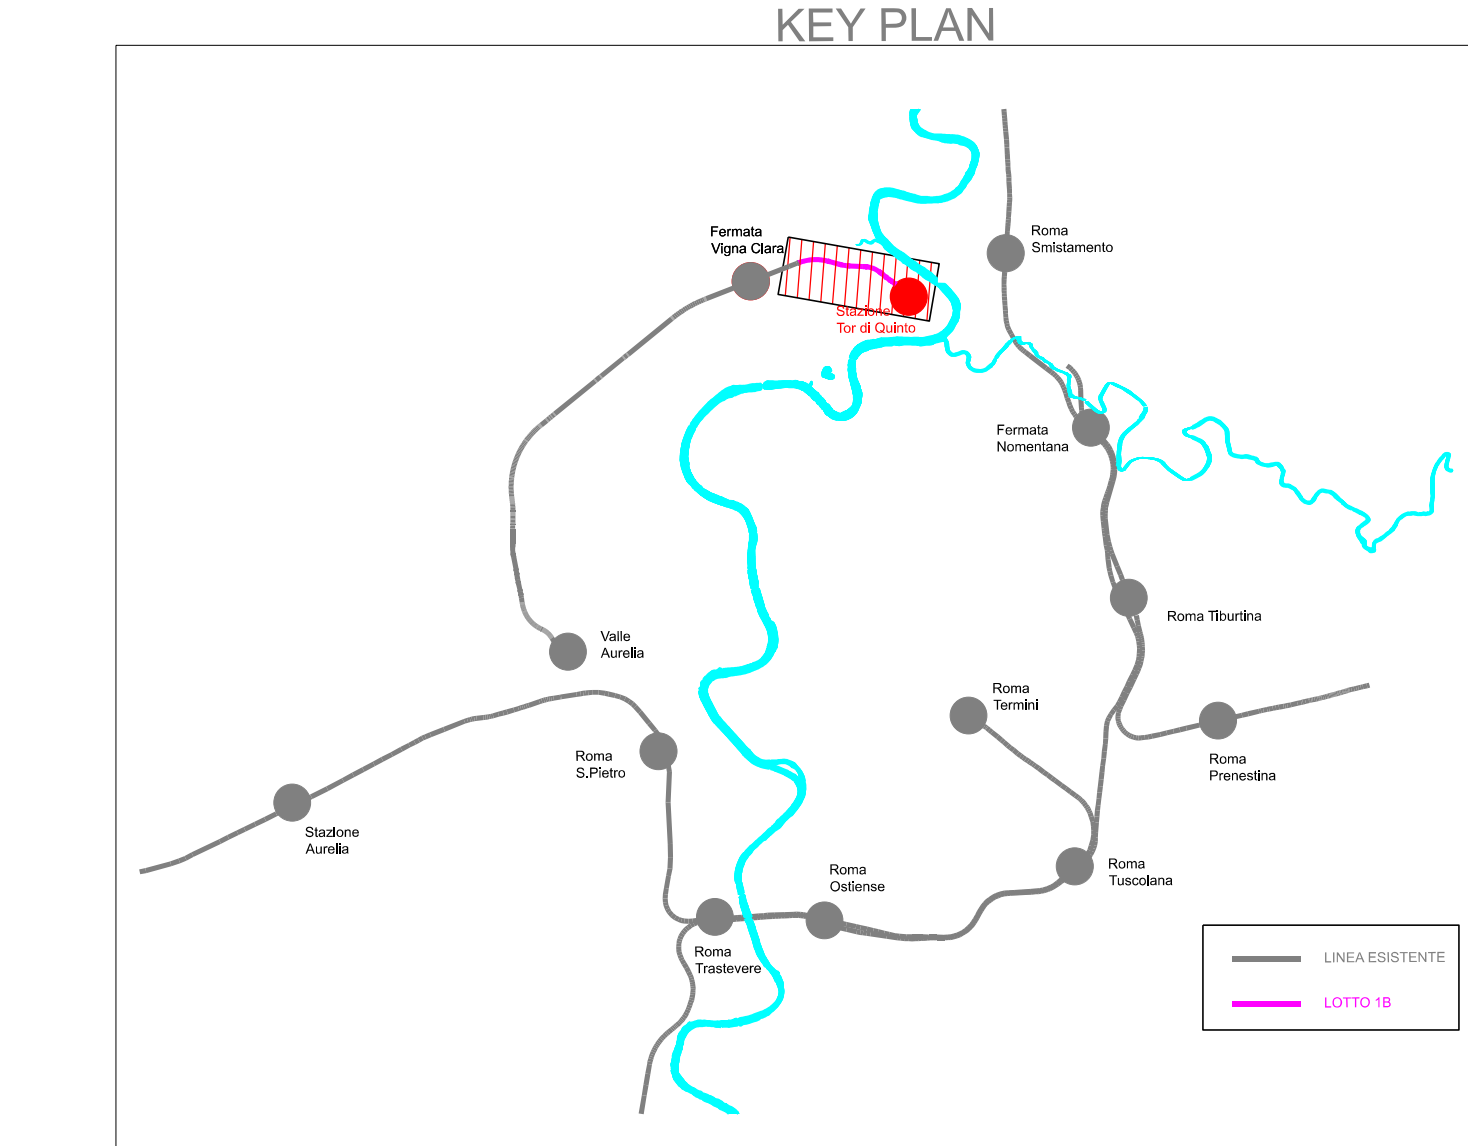 KEY PLAN
Fermata
Vigna Clara
Roma
Smistamento
Stazione
Tor di Quinto
Fermata
Nomentana
Roma Tiburtina
Valle
Aurelia
Roma
Termini
Roma
S.Pietro
Roma
Prenestina
Stazione
Aurelia
Roma
Ostiense
Roma
Tuscolana
Roma
Trastevere
LINEA ESISTENTE
LOTTO 1B